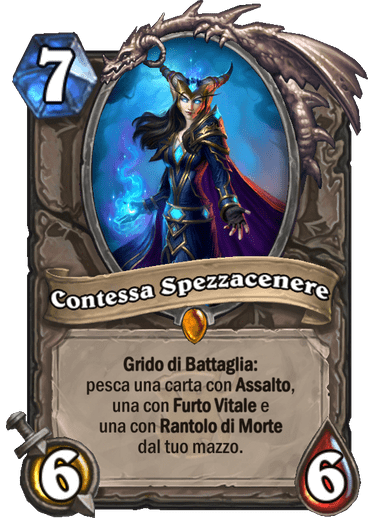 7
Contessa Spezzacenere
Grido di Battaglia:
pesca una carta con Assalto,
una con Furto Vitale e
una con Rantolo di Morte
dal tuo mazzo.
6
6